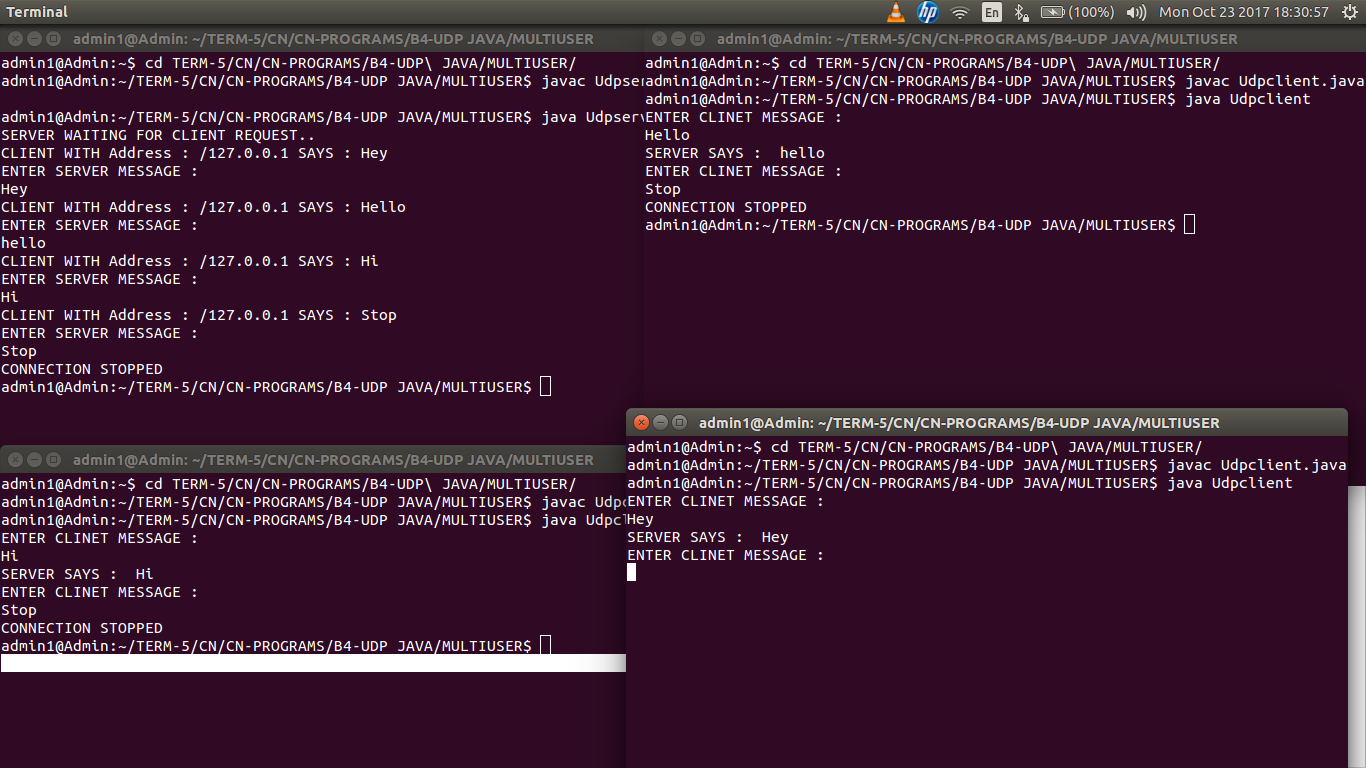 Terminal
En
(100%)
Mon Oct 23 2017 18:30:57
admin1@Admin: ~/TERM-5/CN/CN-PROGRAMS/B4-UDP JAVA/MULTIUSER
admin1@Admin:~$ cd TERM-5/CN/CN-PROGRAMS/B4-UDP\ JAVA/MULTIUSER/
admin1@Admin:~/TERM-5/CN/CN-PROGRAMS/B4-UDP JAVA/MULTIUSER$ javac Udpse
admin1@Admin:~/TERM-5/CN/CN-PROGRAMS/B4-UDP JAVA/MULTIUSER$ java Udpser
SERVER WAITING FOR CLIENT REQUEST..
CLIENT WITH Address : /127.0.0.1 SAYS : Hey
ENTER SERVER MESSAGE :
Hey
CLIENT WITH Address : /127.0.0.1 SAYS : Hello
ENTER SERVER MESSAGE :
hello
CLIENT WITH Address : /127.0.0.1 SAYS : Hi
ENTER SERVER MESSAGE :
Hi
CLIENT WITH Address : /127.0.0.1 SAYS : Stop
ENTER SERVER MESSAGE :
Stop
CONNECTION STOPPED
admin1@Admin:~/TERM-5/CN/CN-PROGRAMS/B4-UDP JAVA/MULTIUSER$
admin1@Admin: ~/TERM-5/CN/CN-PROGRAMS/B4-UDP JAVA/MULTIUSER
admin1@Admin:~$ cd TERM-5/CN/CN-PROGRAMS/B4-UDP\ JAVA/MULTIUSER/
admin1@Admin:~/TERM-5/CN/CN-PROGRAMS/B4-UDP JAVA/MULTIUSER$ javac Udpclient.java
admin1@Admin:~/TERM-5/CN/CN-PROGRAMS/B4-UDP JAVA/MULTIUSER$ java Udpclient
ENTER CLINET MESSAGE :
Hello
SERVER SAYS :  hello
ENTER CLINET MESSAGE :
Stop
CONNECTION STOPPED
admin1@Admin:~/TERM-5/CN/CN-PROGRAMS/B4-UDP JAVA/MULTIUSER$
admin1@Admin: ~/TERM-5/CN/CN-PROGRAMS/B4-UDP JAVA/MULTIUSER
admin1@Admin:~$ cd TERM-5/CN/CN-PROGRAMS/B4-UDP\ JAVA/MULTIUSER/
admin1@Admin:~/TERM-5/CN/CN-PROGRAMS/B4-UDP JAVA/MULTIUSER$ javac Udpc
admin1@Admin:~/TERM-5/CN/CN-PROGRAMS/B4-UDP JAVA/MULTIUSER$ java Udpcl
ENTER CLINET MESSAGE :
Hi
SERVER SAYS :  Hi
ENTER CLINET MESSAGE :
Stop
CONNECTION STOPPED
admin1@Admin:~/TERM-5/CN/CN-PROGRAMS/B4-UDP JAVA/MULTIUSER$
admin1@Admin: ~/TERM-5/CN/CN-PROGRAMS/B4-UDP JAVA/MULTIUSER
admin1@Admin:~$ cd TERM-5/CN/CN-PROGRAMS/B4-UDP\ JAVA/MULTIUSER/
admin1@Admin:~/TERM-5/CN/CN-PROGRAMS/B4-UDP JAVA/MULTIUSER$ javac Udpclient.java
admin1@Admin:~/TERM-5/CN/CN-PROGRAMS/B4-UDP JAVA/MULTIUSER$ java Udpclient
ENTER CLINET MESSAGE :
Hey
SERVER SAYS :  Hey
ENTER CLINET MESSAGE :